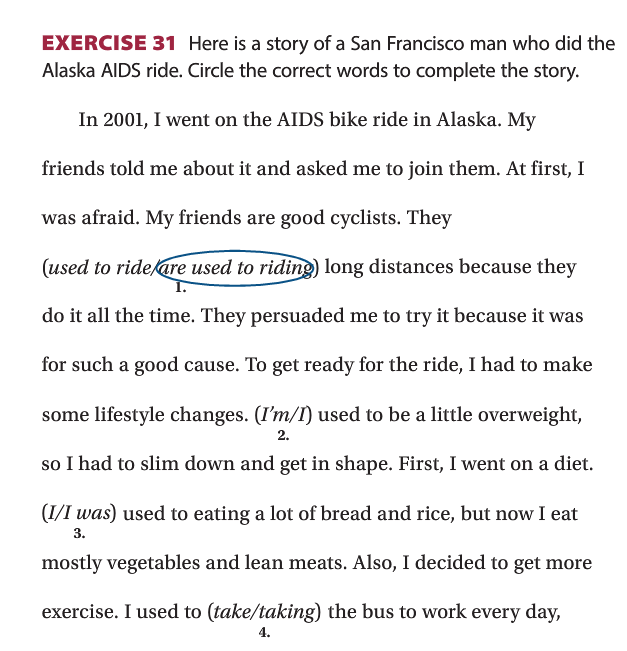 EXERCISE 31 Here is a story of a San Francisco man who did the
Alaska AIDS ride. Circle the correct words to complete the story.
In 2001, I went on the AIDS bike ride in Alaska. My
friends told me about it and asked me to join them. At first, I
was afraid. My friends are good cyclists. They
(used to ride/are used to riding) long distances because they
1.
do it all the time. They persuaded me to try it because it was
for such a good cause. To get ready for the ride, I had to make
some lifestyle changes. (I'm/I) used to be a little overweight,
2.
so I had to slim down and get in shape. First, I went on a diet.
(I/I was) used to eating a lot of bread and rice, but now I eat
3.
mostly vegetables and lean meats. Also, I decided to get more
exercise. I used to (take/taking) the bus to work every day,
4.